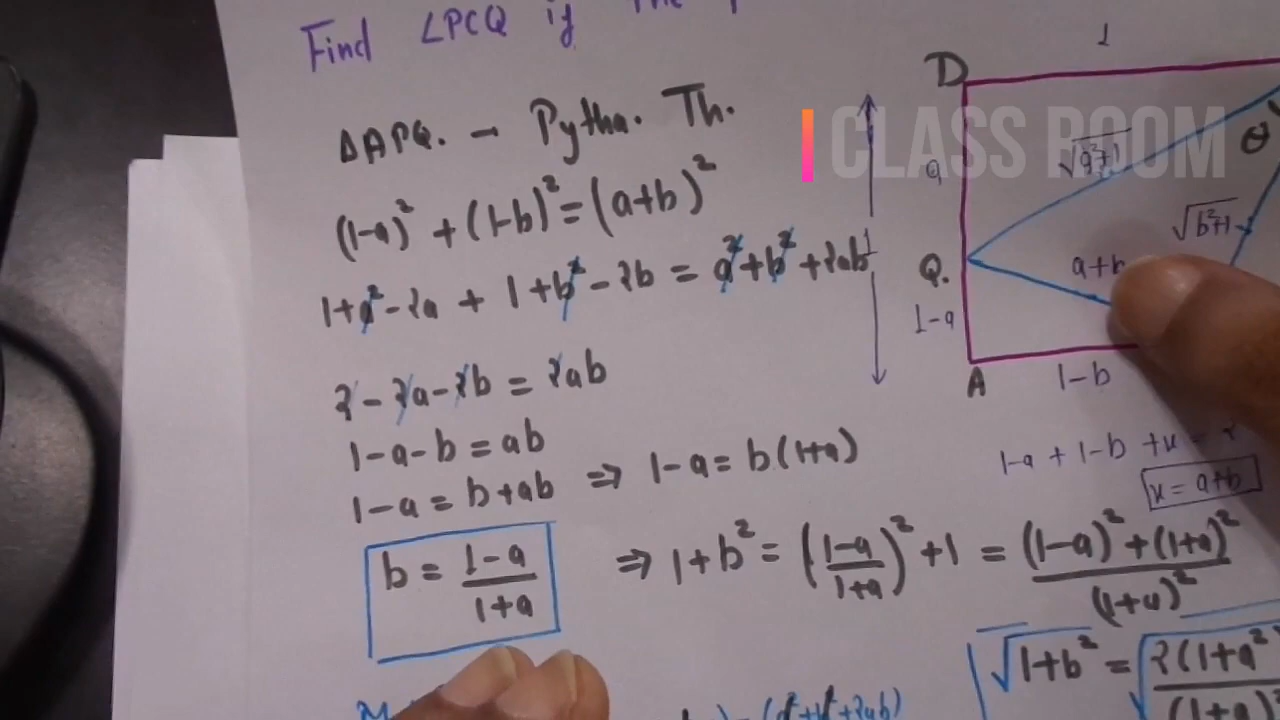 Find ∠PCQ if The
ΔAPQ. – Pytha. Th.
(1-a)² + (1-b)² = (a+b)²
1+a²-2a + 1+b²-2b = a²+b²+2ab
2-2a-2b = 2ab
1-a-b = ab
1-a = b+ab ⇒ 1-a = b(1+a)
b = (1-a)/(1+a) ⇒ 1+b² = ((1-a)/(1+a))² + 1 = ((1-a)²+(1+a)²)/(1+a)²
√1+b² = √2(1+a²)
(1+a)
CLASS ROOM
1
D
√a²+1
θ
a
1
√b²+1
a+b
Q.
1-a
A
1-b
1-a + 1-b + x =
x = a+b